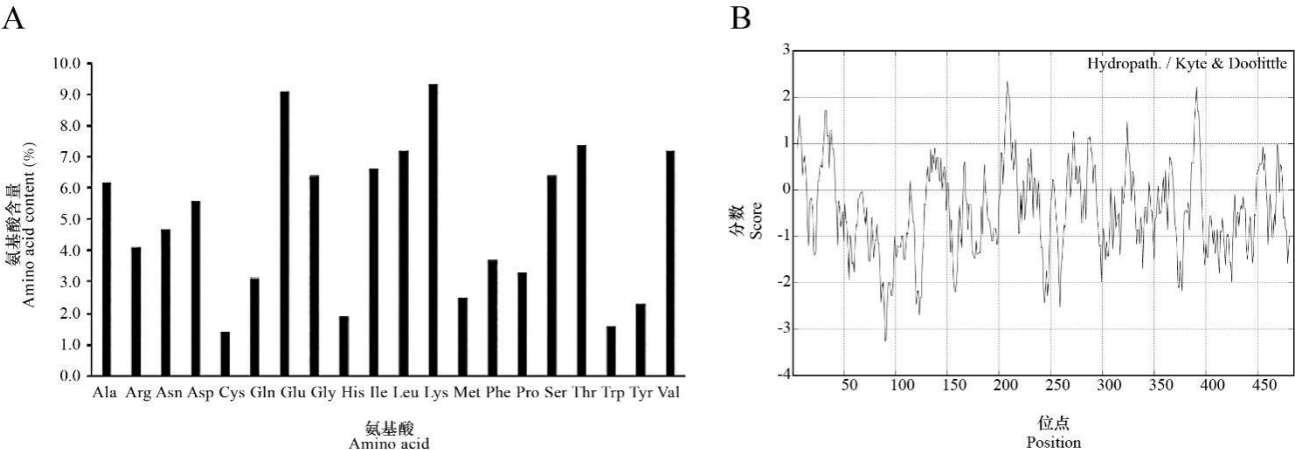 A
10.0
9.0
8.0
7.0
6.0
5.0
4.0
3.0
2.0
1.0
0.0
氨基酸含量
Amino acid content (%)
Ala Arg Asn Asp Cys Gln Glu Gly His Ile Leu Lys Met Phe Pro Ser Thr Trp Tyr Val
氨基酸
Amino acid
B
3
2
1
0
-1
-2
-3
-4
分数
Score
Hydropath. / Kyte & Doolittle
50 100 150 200 250 300 350 400 450
位点
Position